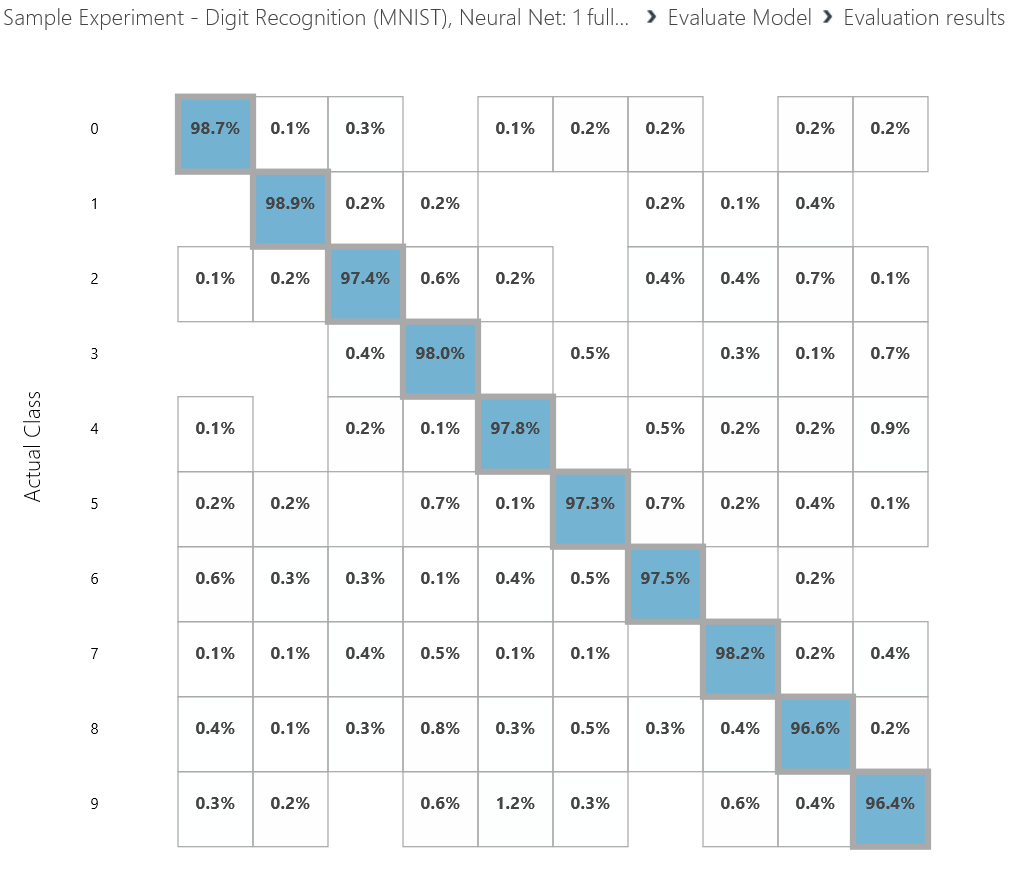 Sample Experiment - Digit Recognition (MNIST), Neural Net: 1 full... › Evaluate Model › Evaluation results
0 98.7% 0.1% 0.3% 0.1% 0.2% 0.2% 0.2% 0.2%
1 98.9% 0.2% 0.2% 0.2% 0.1% 0.4%
2 0.1% 0.2% 97.4% 0.6% 0.2% 0.4% 0.4% 0.7% 0.1%
3 0.4% 98.0% 0.5% 0.3% 0.1% 0.7%
Actual Class
4 0.1% 0.2% 0.1% 97.8% 0.5% 0.2% 0.2% 0.9%
5 0.2% 0.2% 0.7% 0.1% 97.3% 0.7% 0.2% 0.4% 0.1%
6 0.6% 0.3% 0.3% 0.1% 0.4% 0.5% 97.5% 0.2%
7 0.1% 0.1% 0.4% 0.5% 0.1% 0.1% 98.2% 0.2% 0.4%
8 0.4% 0.1% 0.3% 0.8% 0.3% 0.5% 0.3% 0.4% 96.6% 0.2%
9 0.3% 0.2% 0.6% 1.2% 0.3% 0.6% 0.4% 96.4%